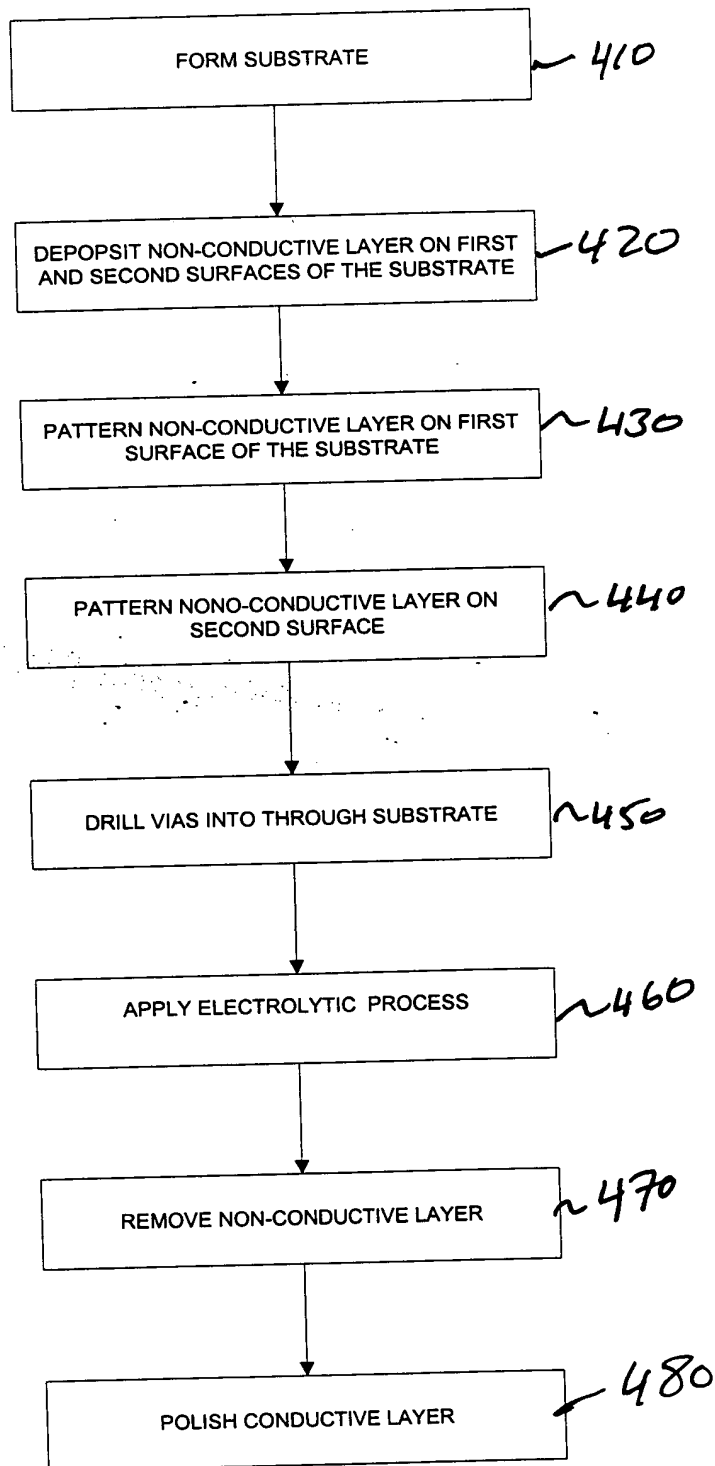 FORM SUBSTRATE
410
DEPOPSIT NON-CONDUCTIVE LAYER ON FIRST
AND SECOND SURFACES OF THE SUBSTRATE
420
PATTERN NON-CONDUCTIVE LAYER ON FIRST
SURFACE OF THE SUBSTRATE
430
PATTERN NONO-CONDUCTIVE LAYER ON
SECOND SURFACE
440
DRILL VIAS INTO THROUGH SUBSTRATE
450
APPLY ELECTROLYTIC PROCESS
460
REMOVE NON-CONDUCTIVE LAYER
470
POLISH CONDUCTIVE LAYER
480